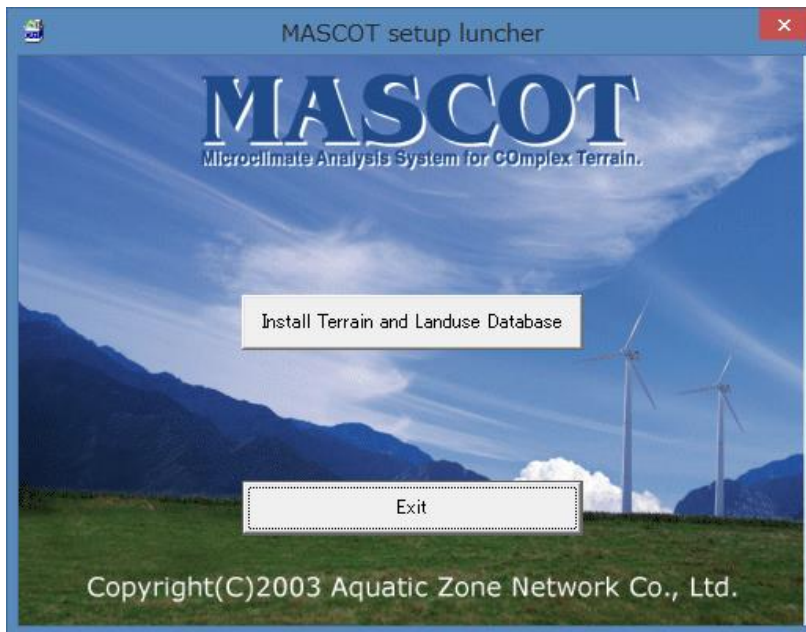 MASCOT setup luncher
MASCOT
Microclimate Analysis System for COmplex Terrain.
Install Terrain and Landuse Database
Exit
Copyright(C)2003 Aquatic Zone Network Co., Ltd.